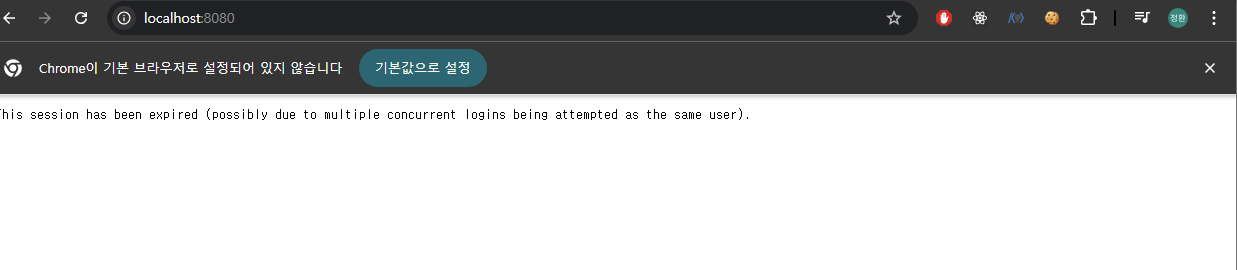 localhost:8080
정환
Chrome이 기본 브라우저로 설정되어 있지 않습니다 기본값으로 설정
This session has been expired (possibly due to multiple concurrent logins being attempted as the same user).